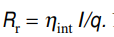 Rr = ηint I/q.